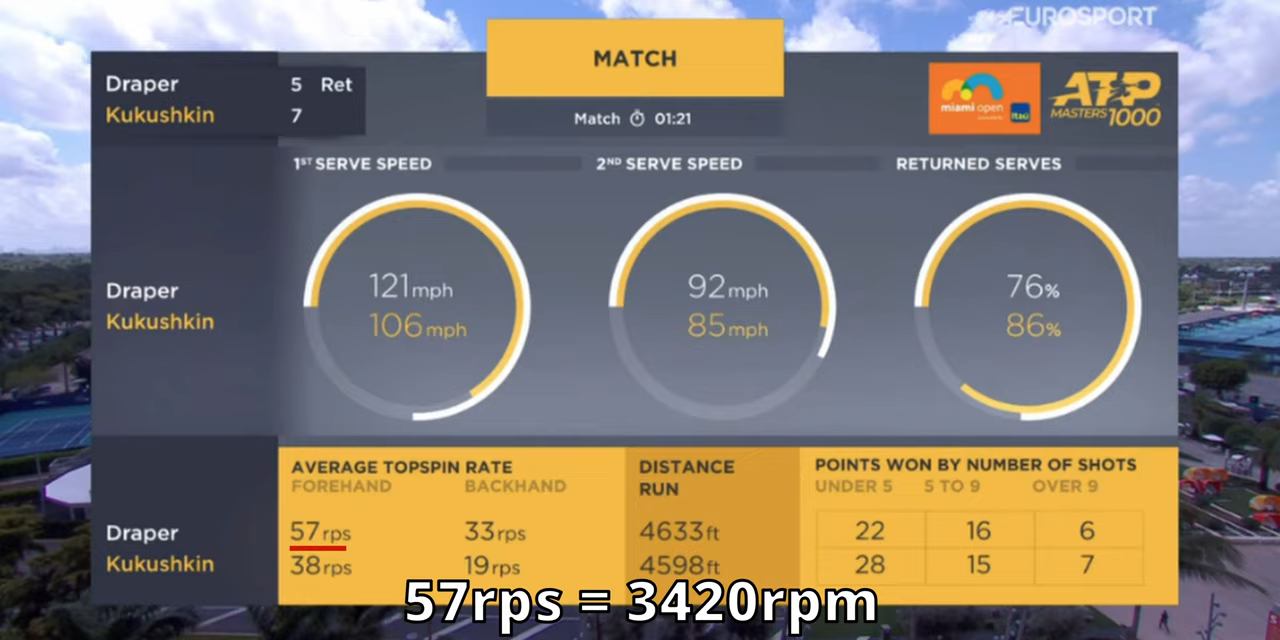 EUROSPORT
MATCH
Draper 5 Ret
Kukushkin 7
Match 01:21
miami open
Itaú
ATP
MASTERS 1000
1ST SERVE SPEED 2ND SERVE SPEED RETURNED SERVES
Draper 121mph 92mph 76%
Kukushkin 106mph 85mph 86%
AVERAGE TOPSPIN RATE DISTANCE RUN POINTS WON BY NUMBER OF SHOTS
FOREHAND BACKHAND UNDER 5 5 TO 9 OVER 9
Draper 57rps 33rps 4633ft 22 16 6
Kukushkin 38rps 19rps 4598ft 28 15 7
57rps = 3420rpm